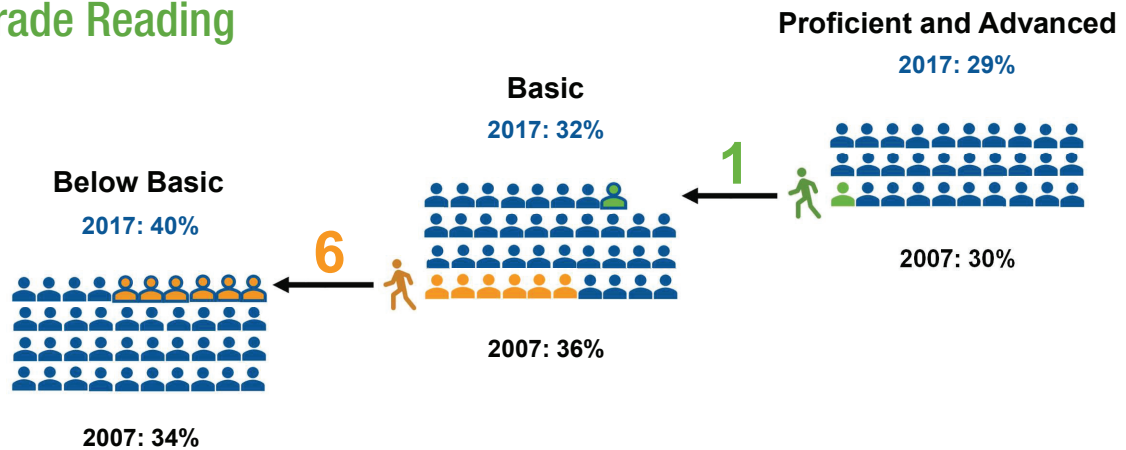 rade Reading
Proficient and Advanced
2017: 29%
Basic
2017: 32%
1
Below Basic
2017: 40%
6
2007: 30%
2007: 36%
2007: 34%